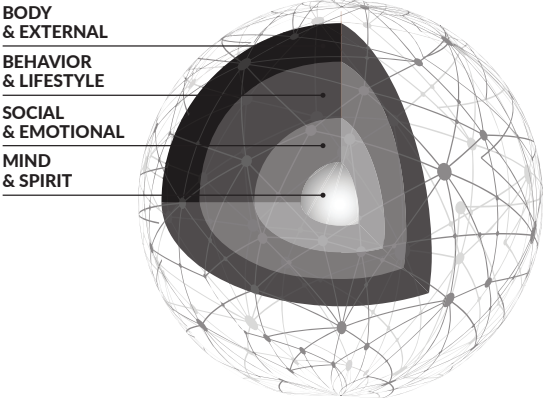 BODY
& EXTERNAL
BEHAVIOR
& LIFESTYLE
SOCIAL
& EMOTIONAL
MIND
& SPIRIT